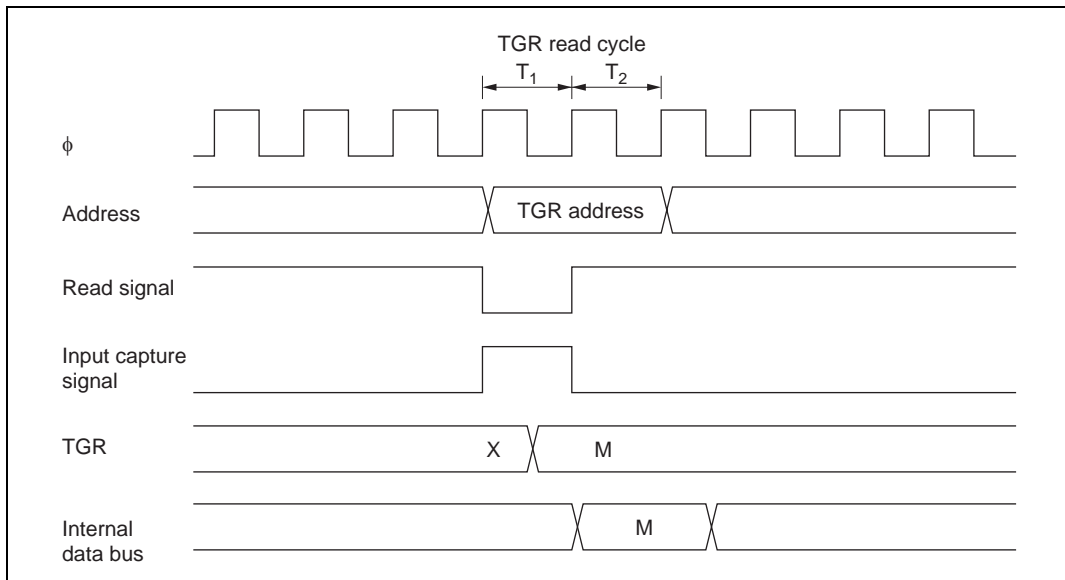 TGR read cycle
T1 T2
ϕ
Address
TGR address
Read signal
Input capture
signal
TGR
X M
Internal
data bus
M